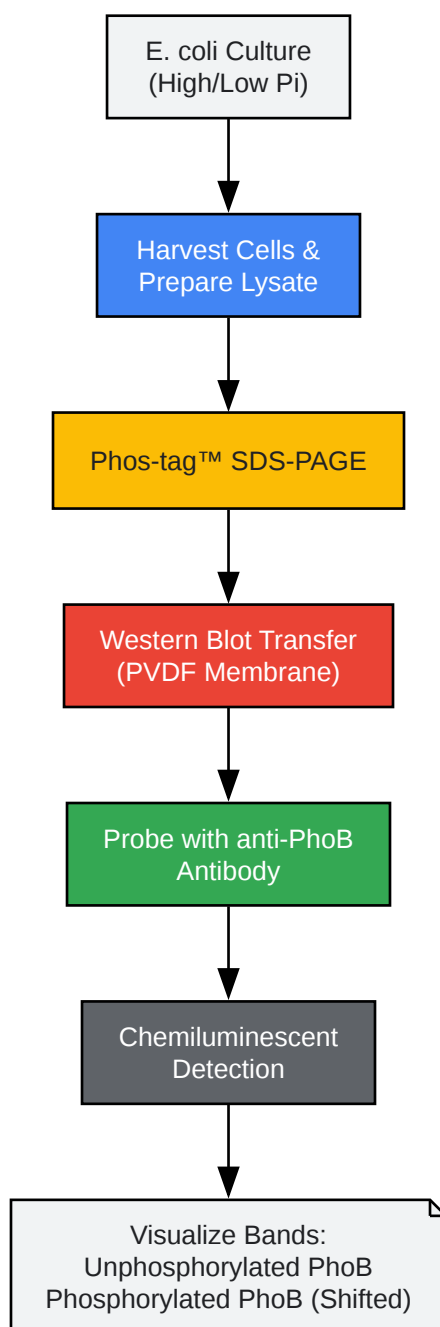 E. coli Culture
(High/Low Pi)
Harvest Cells &
Prepare Lysate
Phos-tag™ SDS-PAGE
Western Blot Transfer
(PVDF Membrane)
Probe with anti-PhoB
Antibody
Chemiluminescent
Detection
Visualize Bands:
Unphosphorylated PhoB
Phosphorylated PhoB (Shifted)